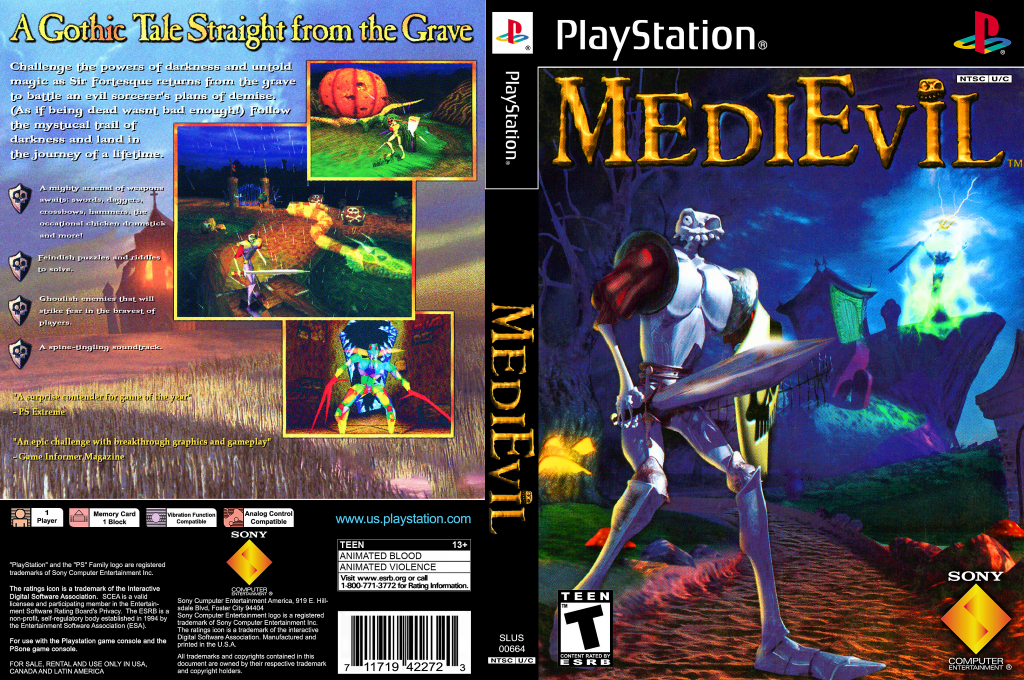 A Gothic Tale Straight from the Grave
Challenge the powers of darkness and untold
magic as Sir Fortesque returns from the grave
to battle an evil sorcerer's plans of demise.
(As if being dead wasnt bad enough!) Follow
the mystucal trail of
darkness and land in
the journey of a lifetime.
A mighty arsenal of weapons
awaits: swords, daggers,
crossbows, hammers, the
occational chicken drumstick
and more!
Feindish puzzles and riddles
to solve.
Ghoulish enemies that will
strike fear in the bravest of
players.
A spine-tingling soundtrack.
"A surprise contender for game of the year"
- PS Extreme
"An epic challenge with breakthrough graphics and gameplay"
- Game Informer Magazine
1
Player
Memory Card
1 Block
Vibration Function
Compatible
Analog Control
Compatible
www.us.playstation.com
SONY
COMPUTER
ENTERTAINMENT ®
"PlayStation" and the "PS" Family logo are registered
trademarks of Sony Computer Entertainment Inc.
The ratings icon is a trademark of the Interactive
Digital Software Association. SCEA is a valid
licensee and participating member in the Entertain-
ment Software Rating Board's Privacy. The ESRB is a
non-profit, self-regulatory body established in 1994 by
the Entertainment Software Association (ESA).
For use with the Playstation game console and the
PSone game console.
FOR SALE, RENTAL AND USE ONLY IN USA,
CANADA AND LATIN AMERICA
Sony Computer Entertainment America, 919 E. Hill-
sdale Blvd, Foster City 94404
Sony Computer Entertainment logo is a registered
trademark of Sony Computer Entertainment Inc.
The ratings icon is a trademark of the interactive
Digital Software Association. Manufactured and
printed in the U.S.A.
All trademarks and copyrights contained in this
document are owned by their respective trademark
and copyright holders.
TEEN 13+
ANIMATED BLOOD
ANIMATED VIOLENCE
Visit www.esrb.org or call
1-800-771-3772 for Rating Information.
7 11719 42272 3
PlayStation®
MEDIEVIL
SLUS
00664
NTSC U/C
PlayStation®
NTSC U/C
MEDIEVIL™
TEEN
T
CONTENT RATED BY
ESRB
SONY
COMPUTER
ENTERTAINMENT ®